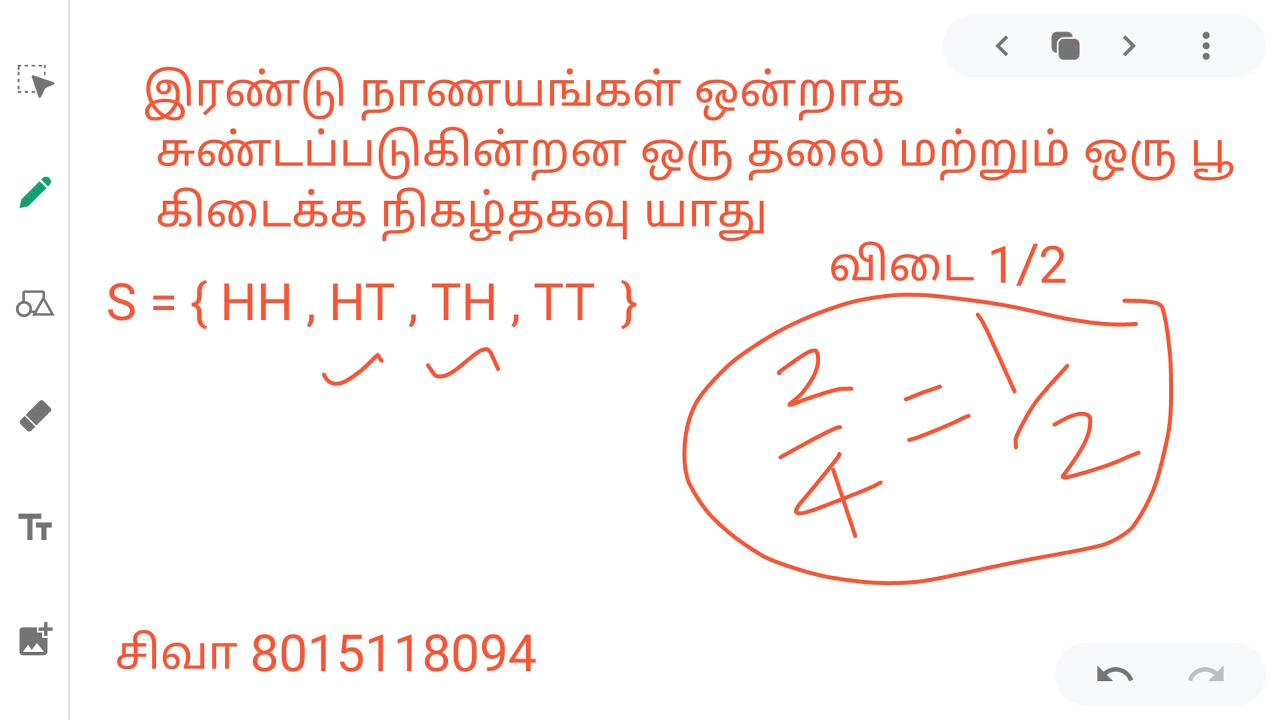 இரண்டு நாணயங்கள் ஒன்றாக
சுண்டப்படுகின்றன ஒரு தலை மற்றும் ஒரு பூ
கிடைக்க நிகழ்தகவு யாது
விடை 1/2
S = { HH , HT , TH , TT }
2/4 = 1/2
சிவா 8015118094
Tт